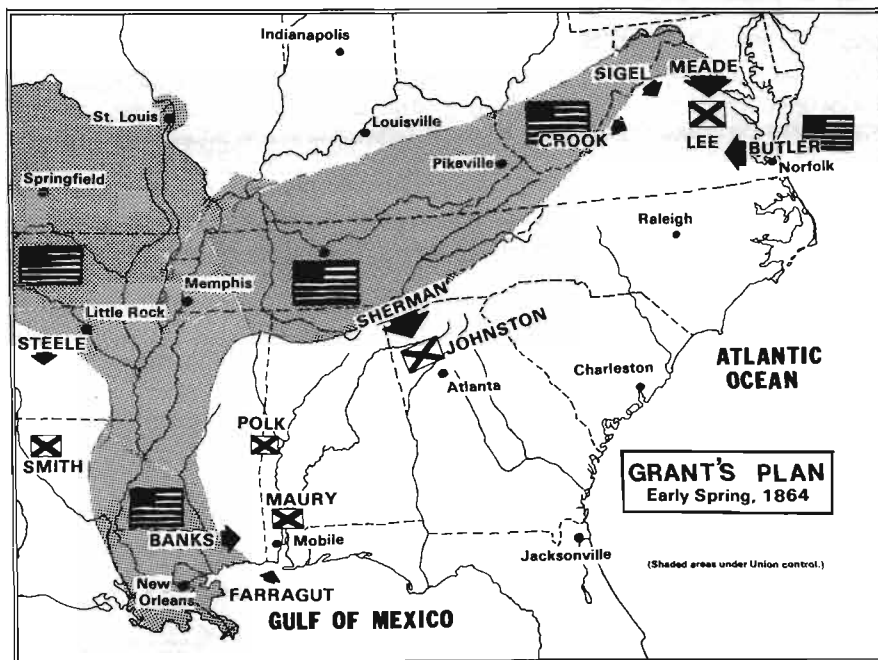 Indianapolis
SIGEL
MEADE
St. Louis
Louisville
CROOK
LEE
BUTLER
Pikeville
Norfolk
Springfield
Raleigh
Memphis
SHERMAN
Little Rock
JOHNSTON
STEELE
ATLANTIC
OCEAN
Charleston
Atlanta
POLK
SMITH
GRANT'S PLAN
Early Spring, 1864
MAURY
BANKS
Mobile
Jacksonville
(Shaded areas under Union control.)
New
Orleans
FARRAGUT
GULF OF MEXICO